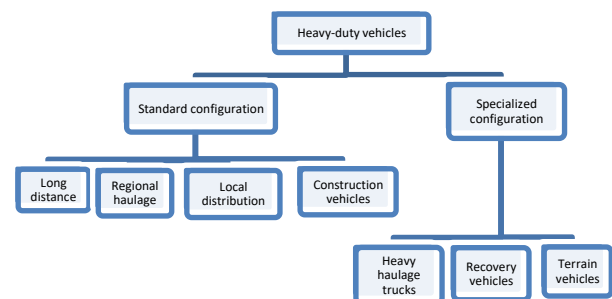 Heavy-duty vehicles
Standard configuration
Specialized
configuration
Long
distance
Regional
haulage
Local
distribution
Construction
vehicles
Heavy
haulage
trucks
Recovery
vehicles
Terrain
vehicles